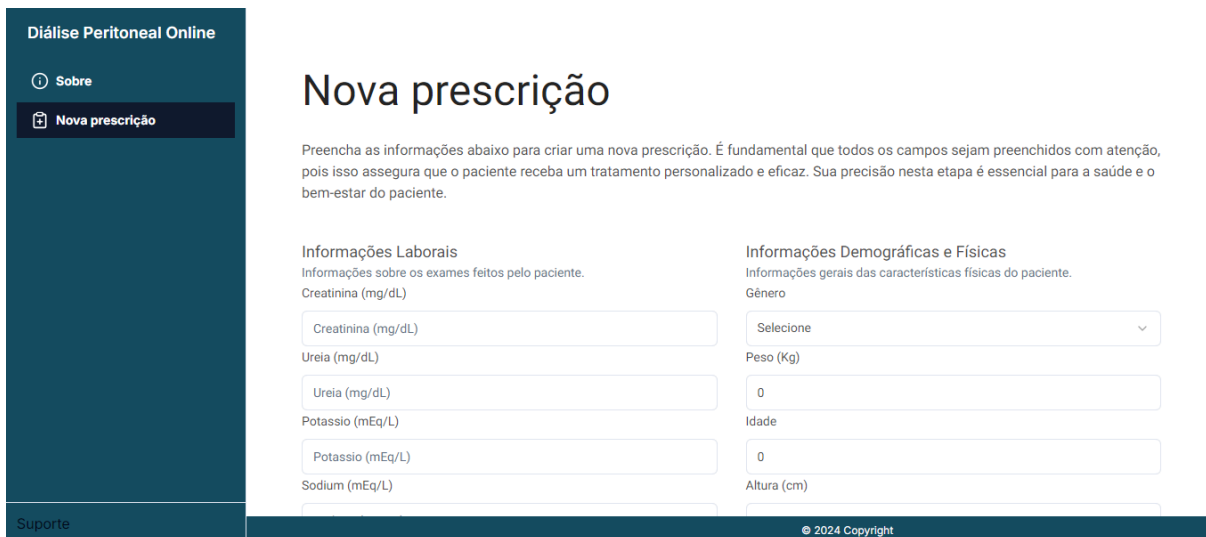 Diálise Peritoneal Online
Sobre
Nova prescrição
Suporte
Nova prescrição
Preencha as informações abaixo para criar uma nova prescrição. É fundamental que todos os campos sejam preenchidos com atenção,
pois isso assegura que o paciente receba um tratamento personalizado e eficaz. Sua precisão nesta etapa é essencial para a saúde e o
bem-estar do paciente.
Informações Laborais
Informações sobre os exames feitos pelo paciente.
Creatinina (mg/dL)
Creatinina (mg/dL)
Ureia (mg/dL)
Ureia (mg/dL)
Potassio (mEq/L)
Potassio (mEq/L)
Sodium (mEq/L)
Informações Demográficas e Físicas
Informações gerais das características físicas do paciente.
Gênero
Selecione
Peso (Kg)
0
Idade
0
Altura (cm)
© 2024 Copyright